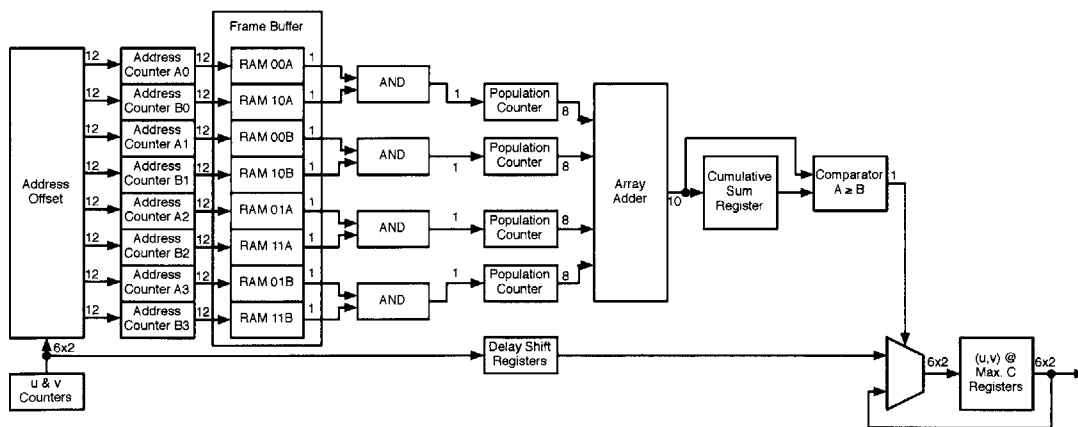 Frame Buffer
Address
Offset
12
Address
Counter A0
12
RAM 00A
1
12
Address
Counter B0
12
RAM 10A
1
AND
1
Population
Counter
8
12
Address
Counter A1
12
RAM 00B
1
12
Address
Counter B1
12
RAM 10B
1
AND
1
Population
Counter
8
12
Address
Counter A2
12
RAM 01A
1
12
Address
Counter B2
12
RAM 11A
1
AND
1
Population
Counter
8
12
Address
Counter A3
12
RAM 01B
1
12
Address
Counter B3
12
RAM 11B
1
AND
1
Population
Counter
8
Array
Adder
10
Cumulative
Sum
Register
Comparator
A ≥ B
1
6x2
u & v
Counters
Delay Shift
Registers
6x2
(u,v) @
Max. C
Registers
6x2